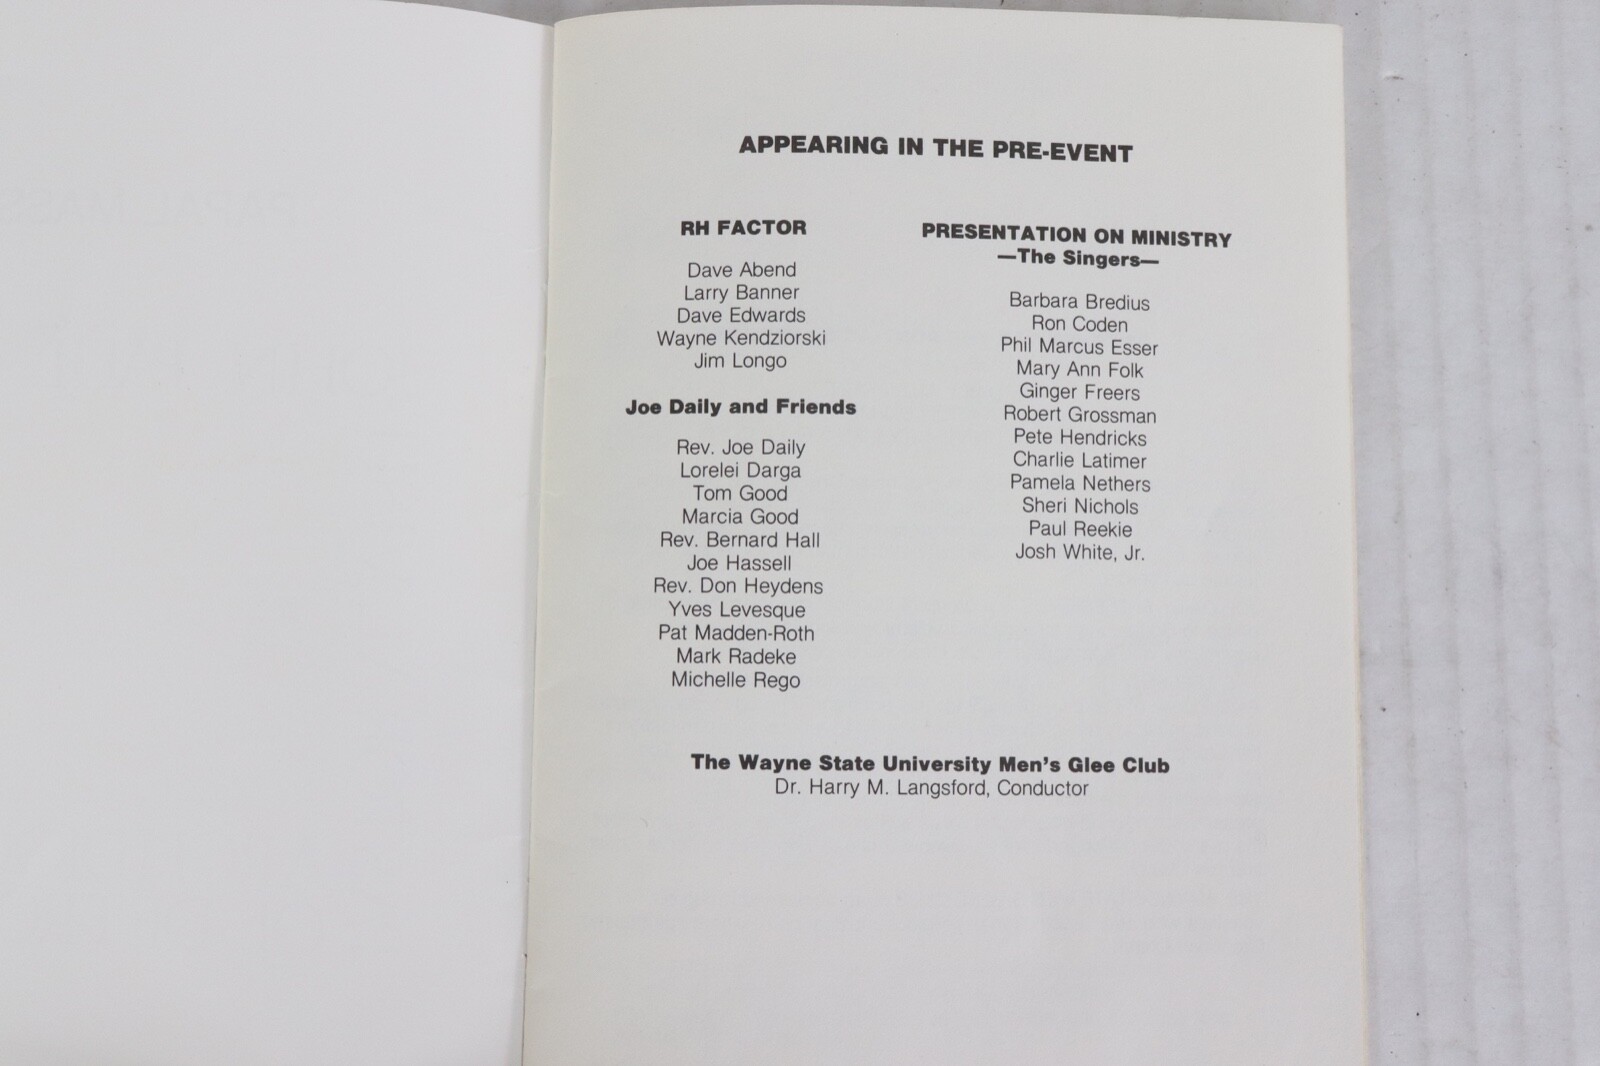 APPEARING IN THE PRE-EVENT
RH FACTOR
Dave Abend
Larry Banner
Dave Edwards
Wayne Kendziorski
Jim Longo
Joe Daily and Friends
Rev. Joe Daily
Lorelei Darga
Tom Good
Marcia Good
Rev. Bernard Hall
Joe Hassell
Rev. Don Heydens
Yves Levesque
Pat Madden-Roth
Mark Radeke
Michelle Rego
PRESENTATION ON MINISTRY
—The Singers—
Barbara Bredius
Ron Coden
Phil Marcus Esser
Mary Ann Folk
Ginger Freers
Robert Grossman
Pete Hendricks
Charlie Latimer
Pamela Nethers
Sheri Nichols
Paul Reekie
Josh White, Jr.
The Wayne State University Men's Glee Club
Dr. Harry M. Langsford, Conductor